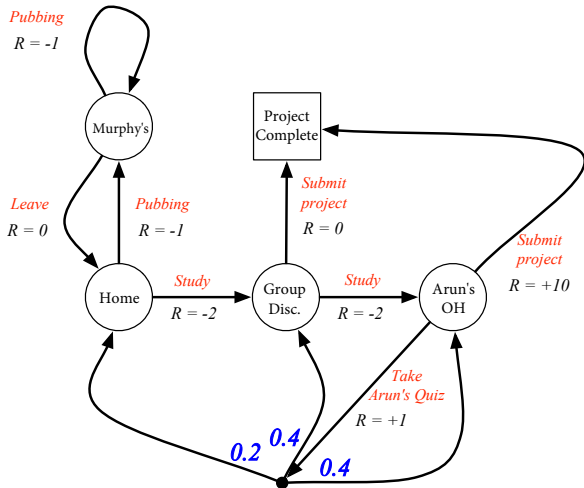 Pubbing
R = -1
Murphy's
Project
Complete
Leave
R = 0
Pubbing
R = -1
Submit
project
R = 0
Submit
project
R = +10
Home
Study
R = -2
Group
Disc.
Study
R = -2
Arun's
OH
Take
Arun's Quiz
R = +1
0.2
0.4
0.4